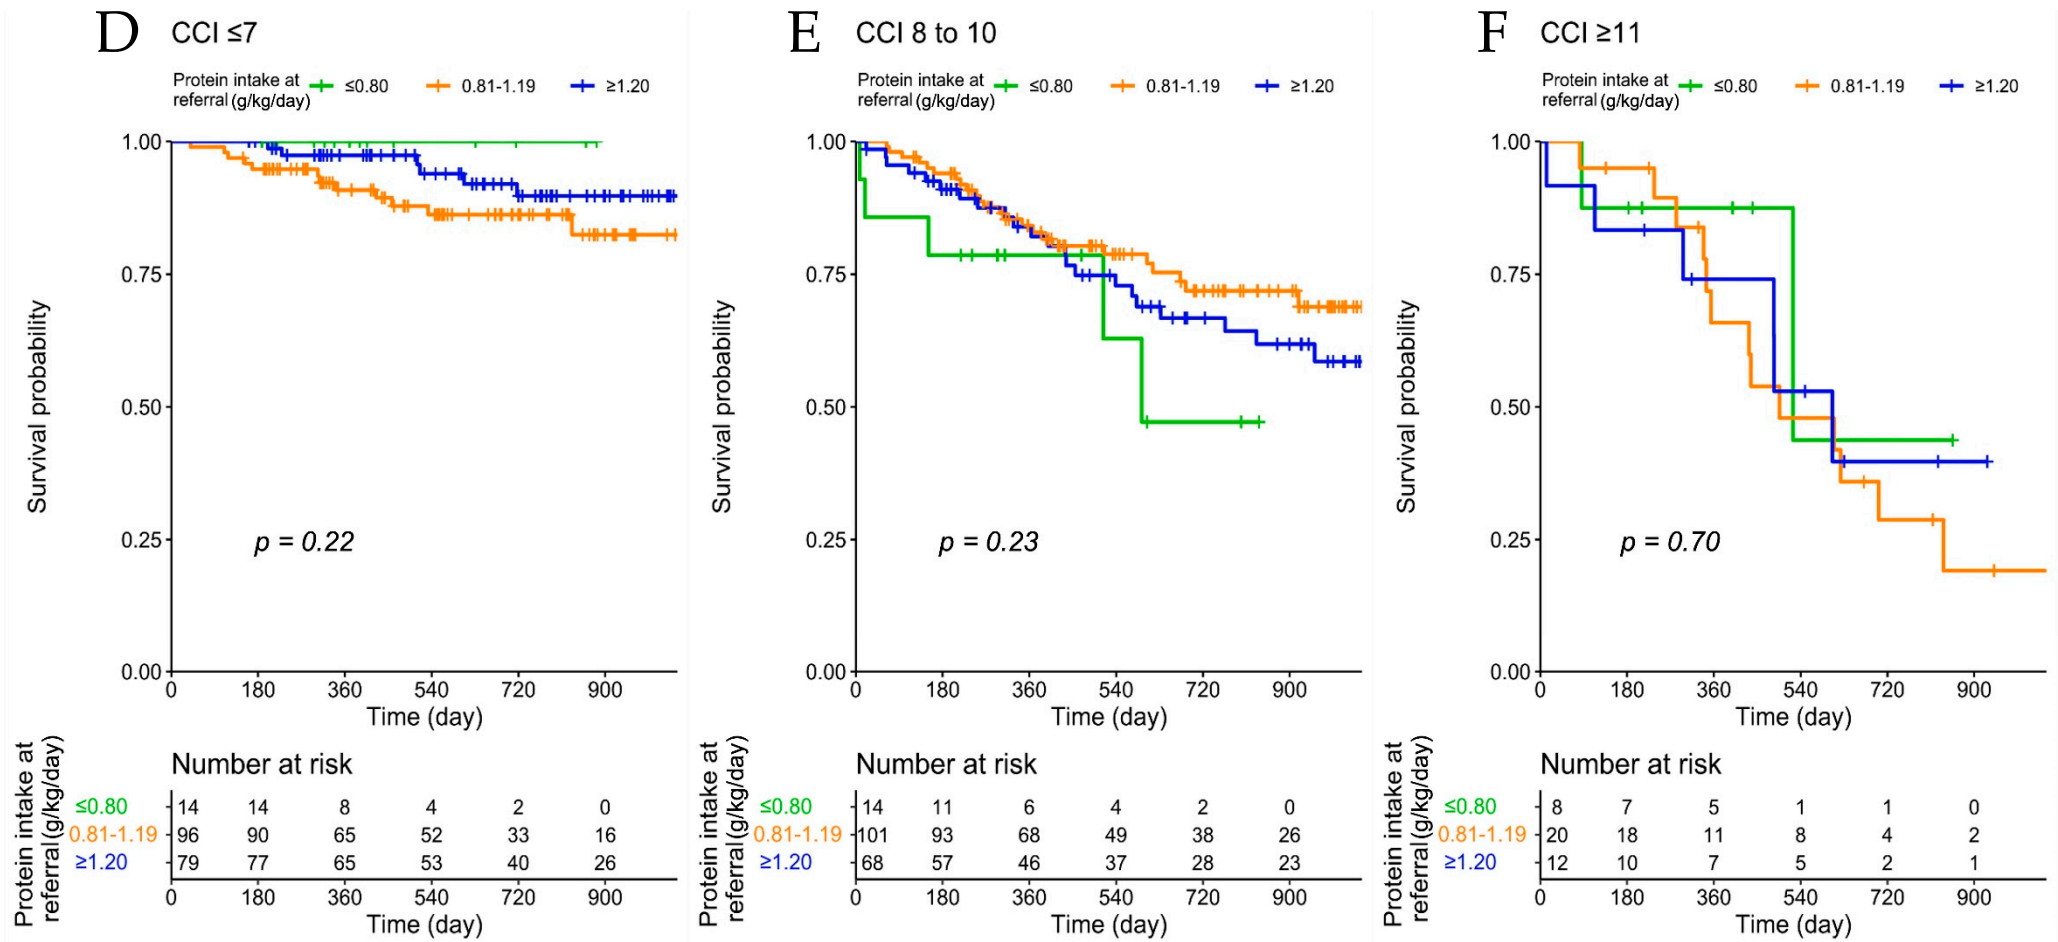 D CCI ≤7
Protein intake at referral (g/kg/day) ≤0.80 0.81-1.19 ≥1.20
1.00
0.75
0.50
0.25
0.00
Survival probability
p = 0.22
0 180 360 540 720 900
Time (day)
Number at risk
Protein intake at referral(g/kg/day)
≤0.80 14 14 8 4 2 0
0.81-1.19 96 90 65 52 33 16
≥1.20 79 77 65 53 40 26
0 180 360 540 720 900
Time (day)
E CCI 8 to 10
Protein intake at referral (g/kg/day) ≤0.80 0.81-1.19 ≥1.20
1.00
0.75
0.50
0.25
0.00
Survival probability
p = 0.23
0 180 360 540 720 900
Time (day)
Number at risk
Protein intake at referral(g/kg/day)
≤0.80 14 11 6 4 2 0
0.81-1.19 101 93 68 49 38 26
≥1.20 68 57 46 37 28 23
0 180 360 540 720 900
Time (day)
F CCI ≥11
Protein intake at referral (g/kg/day) ≤0.80 0.81-1.19 ≥1.20
1.00
0.75
0.50
0.25
0.00
Survival probability
p = 0.70
0 180 360 540 720 900
Time (day)
Number at risk
Protein intake at referral(g/kg/day)
≤0.80 8 7 5 1 1 0
0.81-1.19 20 18 11 8 4 2
≥1.20 12 10 7 5 2 1
0 180 360 540 720 900
Time (day)